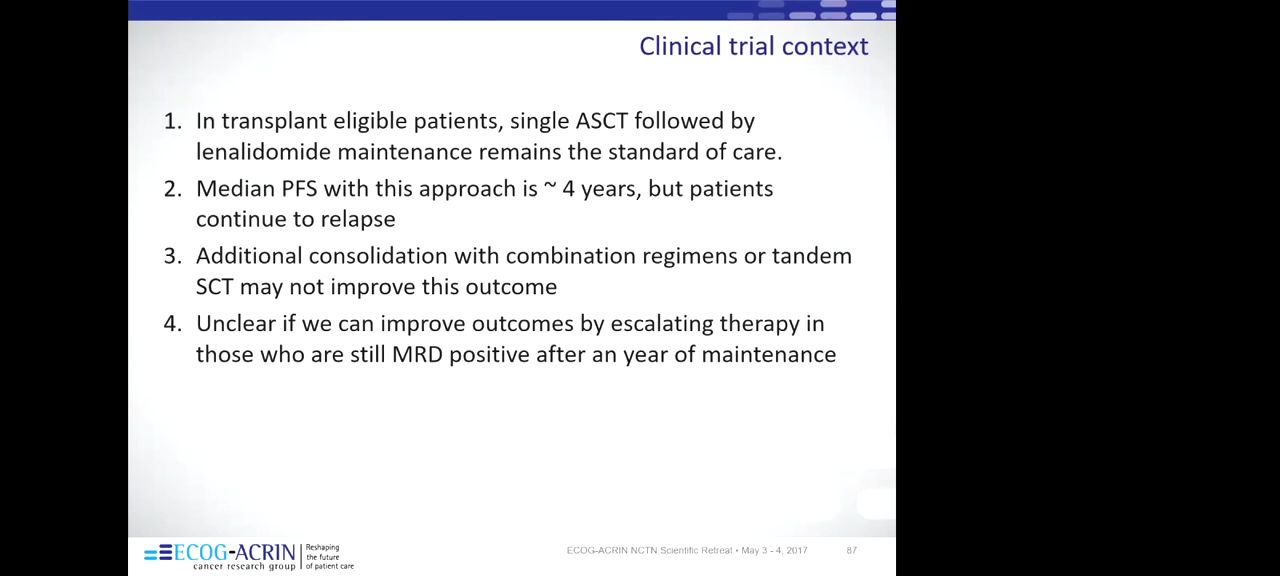 Clinical trial context
1. In transplant eligible patients, single ASCT followed by
lenalidomide maintenance remains the standard of care.
2. Median PFS with this approach is ~ 4 years, but patients
continue to relapse
3. Additional consolidation with combination regimens or tandem
SCT may not improve this outcome
4. Unclear if we can improve outcomes by escalating therapy in
those who are still MRD positive after an year of maintenance
ECOG-ACRIN
cancer research group
Reshaping
the future
of patient care
ECOG-ACRIN NCTN Scientific Retreat • May 3 - 4, 2017
87